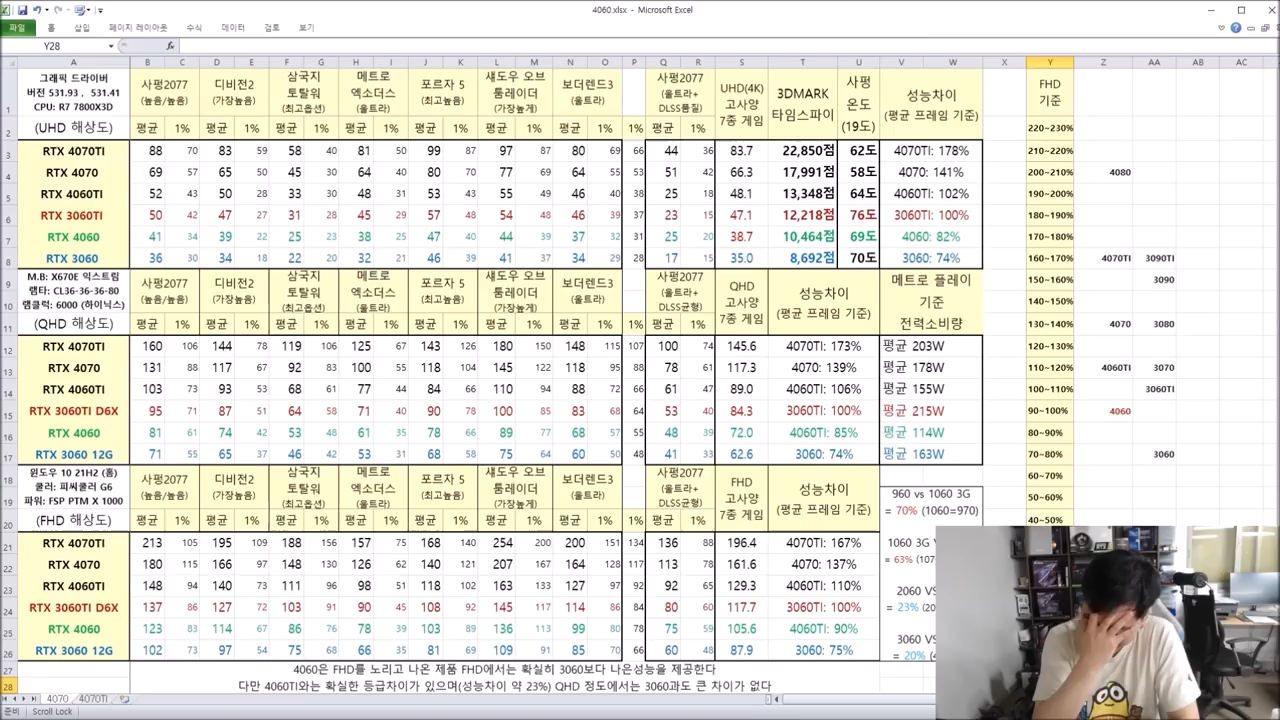 4060.xlsx - Microsoft Excel
파일 홈 삽입 페이지 레이아웃 수식 데이터 검토 보기
Y28 fx
A B C D E F G H I J K L M N O P Q R S T U V W X Y Z AA AB AC
그래픽 드라이버
버전 531.93 , 531.41
CPU: R7 7800X3D
사펑2077 (높음/높음) 디비전2 (가장높음) 삼국지 토탈워 (최고옵션) 메트로 엑소더스 (울트라) 포르자 5 (최고높음) 섀도우 오브 툼레이더 (가장높게) 보더랜드3 (울트라) 사펑2077 (울트라+ DLSS품질) UHD(4K) 고사양 7종 게임 3DMARK 타임스파이 사펑 온도 (19도) 성능차이 (평균 프레임 기준) FHD 기준
2 (UHD 해상도) 평균 1% 평균 1% 평균 1% 평균 1% 평균 1% 평균 1% 평균 1% 1% 평균 1% 220~230%
3 RTX 4070TI 88 70 83 59 58 40 81 50 99 87 97 87 80 69 66 44 36 83.7 22,850점 62도 4070TI: 178% 210~220%
4 RTX 4070 69 57 65 50 45 30 64 40 80 70 77 69 64 55 53 51 42 66.3 17,991점 58도 4070: 141% 200~210% 4080
5 RTX 4060TI 52 43 50 28 33 30 48 31 53 49 55 49 46 40 38 25 18 48.1 13,348점 64도 4060TI: 102% 190~200%
6 RTX 3060TI 50 42 47 27 31 28 45 29 57 48 54 48 46 39 37 23 15 47.1 12,218점 76도 3060TI: 100% 180~190%
7 RTX 4060 41 34 39 22 25 23 38 25 47 40 44 39 37 32 31 25 20 38.7 10,464점 69도 4060: 82% 170~180%
8 RTX 3060 36 30 34 18 22 20 32 21 46 39 41 37 34 29 28 17 15 35.0 8,692점 70도 3060: 74% 160~170% 4070TI 3090TI
M.B: X670E 익스트림
램타: CL36-36-36-80
램클럭: 6000 (하이닉스)
사펑2077 (높음/높음) 디비전2 (가장높음) 삼국지 토탈워 (최고옵션) 메트로 엑소더스 (울트라) 포르자 5 (최고높음) 섀도우 오브 툼레이더 (가장높게) 보더랜드3 (울트라) 사펑2077 (울트라+ DLSS균형) QHD 고사양 7종 게임 성능차이 (평균 프레임 기준) 메트로 플레이 기준 전력소비량
150~160% 3090
140~150%
11 (QHD 해상도) 평균 1% 평균 1% 평균 1% 평균 1% 평균 1% 평균 1% 평균 1% 1% 평균 1% 130~140% 4070 3080
12 RTX 4070TI 160 106 144 78 119 106 125 67 143 126 180 150 148 115 107 100 74 145.6 4070TI: 173% 평균 203W 120~130%
13 RTX 4070 131 88 117 67 92 83 100 55 118 104 145 122 118 95 88 78 61 117.3 4070: 139% 평균 178W 110~120% 4060TI 3070
14 RTX 4060TI 103 73 93 53 68 61 77 44 84 66 110 94 88 72 66 61 47 89.0 4060TI: 106% 평균 155W 100~110% 3060TI
15 RTX 3060TI D6X 95 71 87 51 64 58 71 40 90 78 100 85 83 68 64 53 40 84.3 3060TI: 100% 평균 215W 90~100% 4060
16 RTX 4060 81 61 74 42 53 48 61 35 78 66 89 77 68 57 55 48 39 72.0 4060TI: 85% 평균 114W 80~90%
17 RTX 3060 12G 71 55 65 37 46 42 53 31 68 58 75 64 60 50 48 41 33 62.6 3060: 74% 평균 163W 70~80% 3060
윈도우 10 21H2 (홈)
쿨러: 피씨쿨러 G6
파워: FSP PTM X 1000
사펑2077 (높음/높음) 디비전2 (가장높음) 삼국지 토탈워 (최고옵션) 메트로 엑소더스 (울트라) 포르자 5 (최고높음) 섀도우 오브 툼레이더 (가장높게) 보더랜드3 (울트라) 사펑2077 (울트라+ DLSS균형) FHD 고사양 7종 게임 성능차이 (평균 프레임 기준)
60~70%
960 vs 1060 3G 50~60%
= 70% (1060=970)
20 (FHD 해상도) 평균 1% 평균 1% 평균 1% 평균 1% 평균 1% 평균 1% 평균 1% 1% 평균 1% 40~50%
21 RTX 4070TI 213 105 195 109 188 156 157 75 168 140 254 200 200 151 134 136 88 196.4 4070TI: 167% 1060 3G
22 RTX 4070 180 115 166 97 148 130 126 62 140 121 207 167 164 128 117 113 78 161.6 4070: 137% = 63% (107
23 RTX 4060TI 148 94 140 73 111 96 98 51 118 102 163 133 127 97 93 92 65 129.3 4060TI: 110% 2060 VS
24 RTX 3060TI D6X 137 86 127 72 103 91 90 45 108 92 145 117 114 86 84 80 60 117.7 3060TI: 100% = 23% (20
25 RTX 4060 123 83 114 67 86 76 78 39 103 89 136 113 99 80 78 75 59 105.6 4060TI: 90% 3060 VS
26 RTX 3060 12G 102 73 97 54 75 68 66 35 81 69 109 91 85 70 66 60 48 87.9 3060: 75% = 20% (4
27 4060은 FHD를 노리고 나온 제품 FHD에서는 확실히 3060보다 나은성능을 제공한다
28 다만 4060TI와는 확실한 등급차이가 있으며(성능차이 약 23%) QHD 정도에서는 3060과도 큰 차이가 없다
4070 4070TI
준비 Scroll Lock